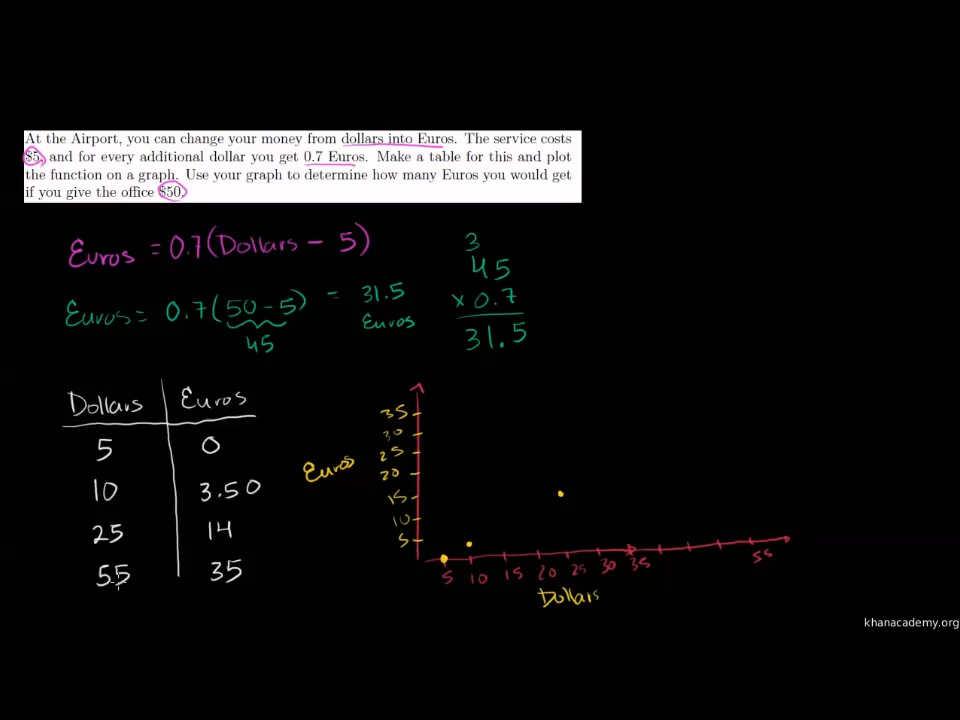 At the Airport, you can change your money from dollars into Euros. The service costs
$5, and for every additional dollar you get 0.7 Euros. Make a table for this and plot
the function on a graph. Use your graph to determine how many Euros you would get
if you give the office $50.
Euros = 0.7(Dollars - 5)
Euros = 0.7(50-5) = 31.5
Euros
45
3
45
× 0.7
31.5
Dollars Euros
5 0
10 3.50
25 14
55 35
Euros
35
30
25
20
15
10
5
5 10 15 20 25 30 35 55
Dollars
khanacademy.org